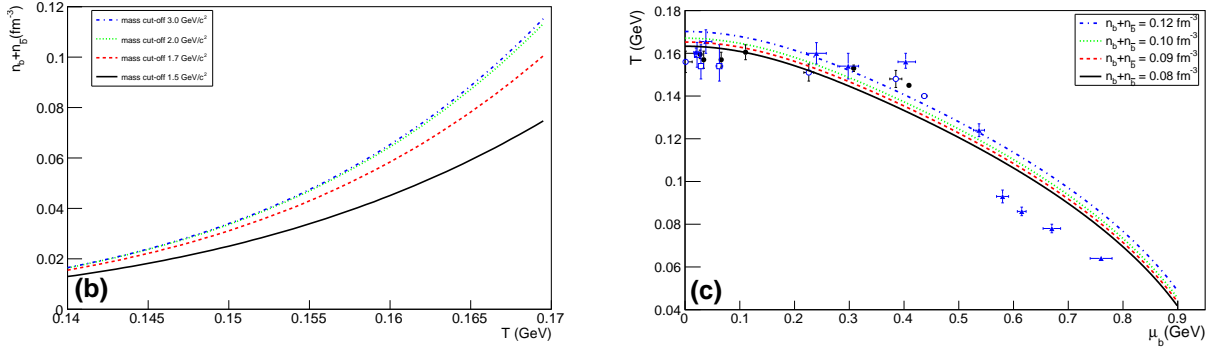 n_b+n_b̄(fm⁻³)
0.12
0.1
0.08
0.06
0.04
0.02
0
mass cut-off 3.0 GeV/c²
mass cut-off 2.0 GeV/c²
mass cut-off 1.7 GeV/c²
mass cut-off 1.5 GeV/c²
(b)
0.14 0.145 0.15 0.155 0.16 0.165 0.17
T (GeV)
T (GeV)
0.18
0.16
0.14
0.12
0.1
0.08
0.06
0.04
n_b+n_b̄ = 0.12 fm⁻³
n_b+n_b̄ = 0.10 fm⁻³
n_b+n_b̄ = 0.09 fm⁻³
n_b+n_b̄ = 0.08 fm⁻³
(c)
0 0.1 0.2 0.3 0.4 0.5 0.6 0.7 0.8 0.9
μ_b(GeV)